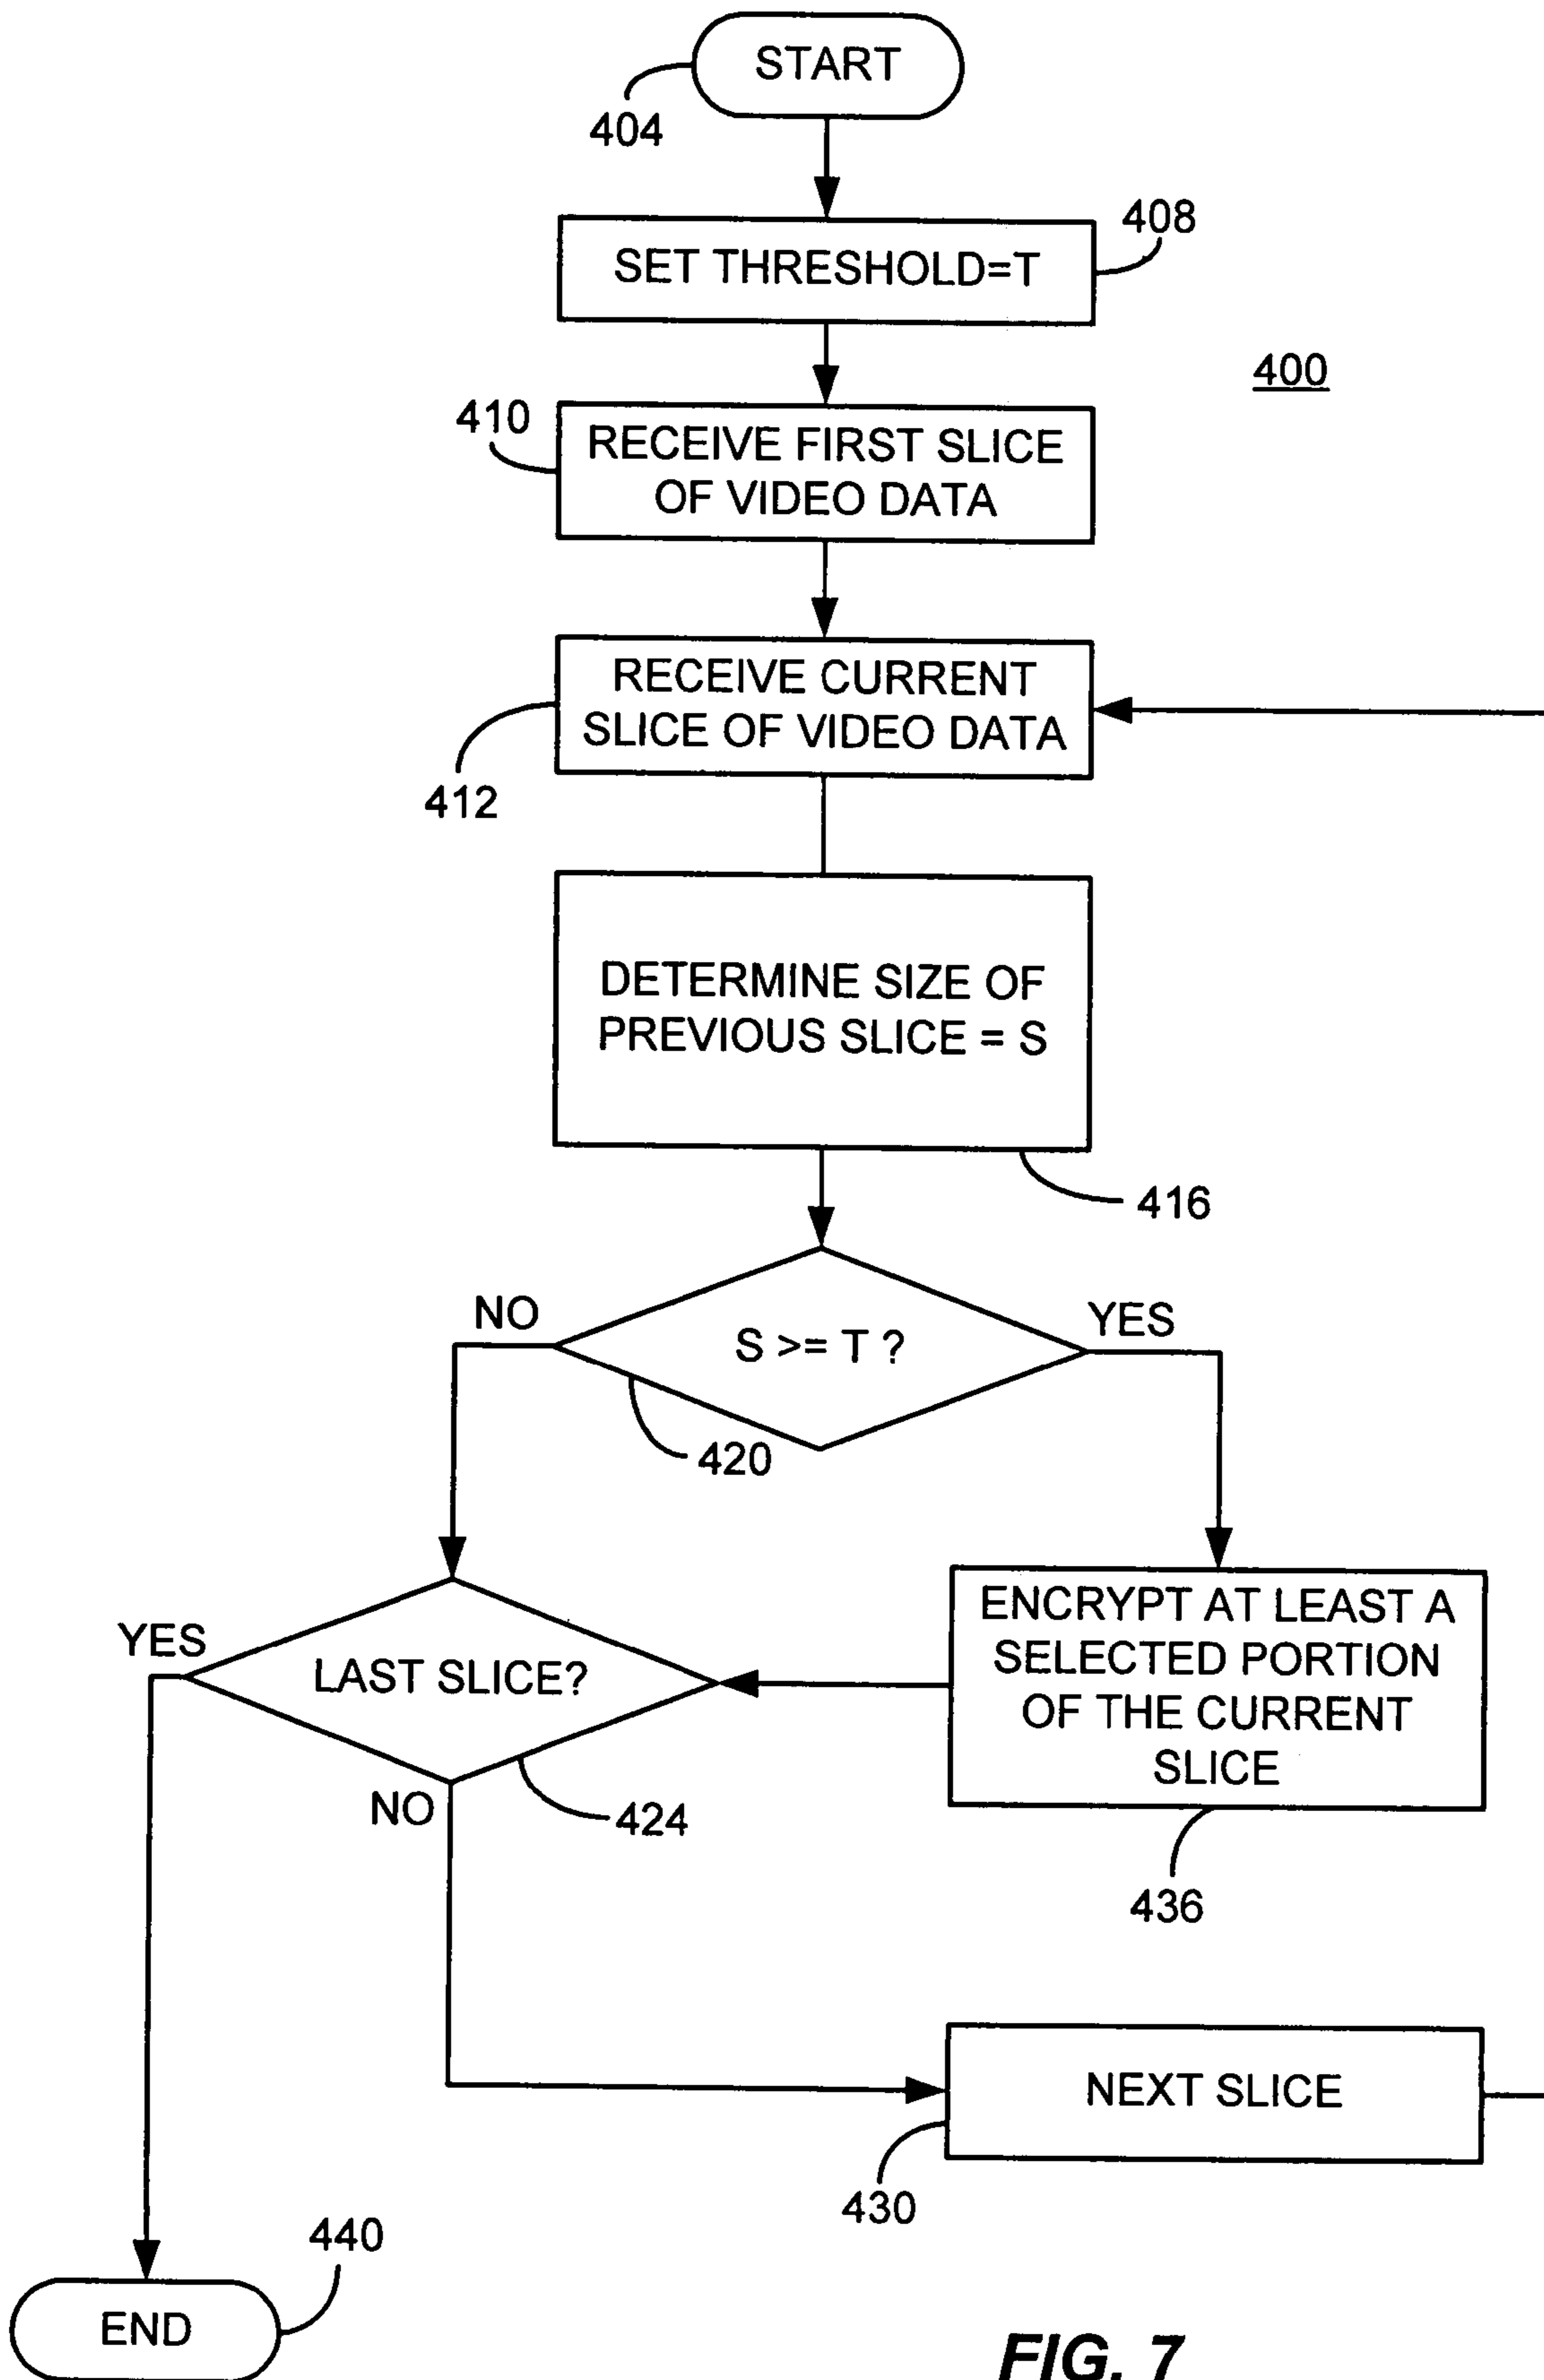 START
404
SET THRESHOLD=T
408
400
410
RECEIVE FIRST SLICE
OF VIDEO DATA
RECEIVE CURRENT
SLICE OF VIDEO DATA
412
DETERMINE SIZE OF
PREVIOUS SLICE = S
416
NO
S >= T ?
YES
420
YES
LAST SLICE?
NO
424
ENCRYPT AT LEAST A
SELECTED PORTION
OF THE CURRENT
SLICE
436
NEXT SLICE
430
440
END
FIG. 7